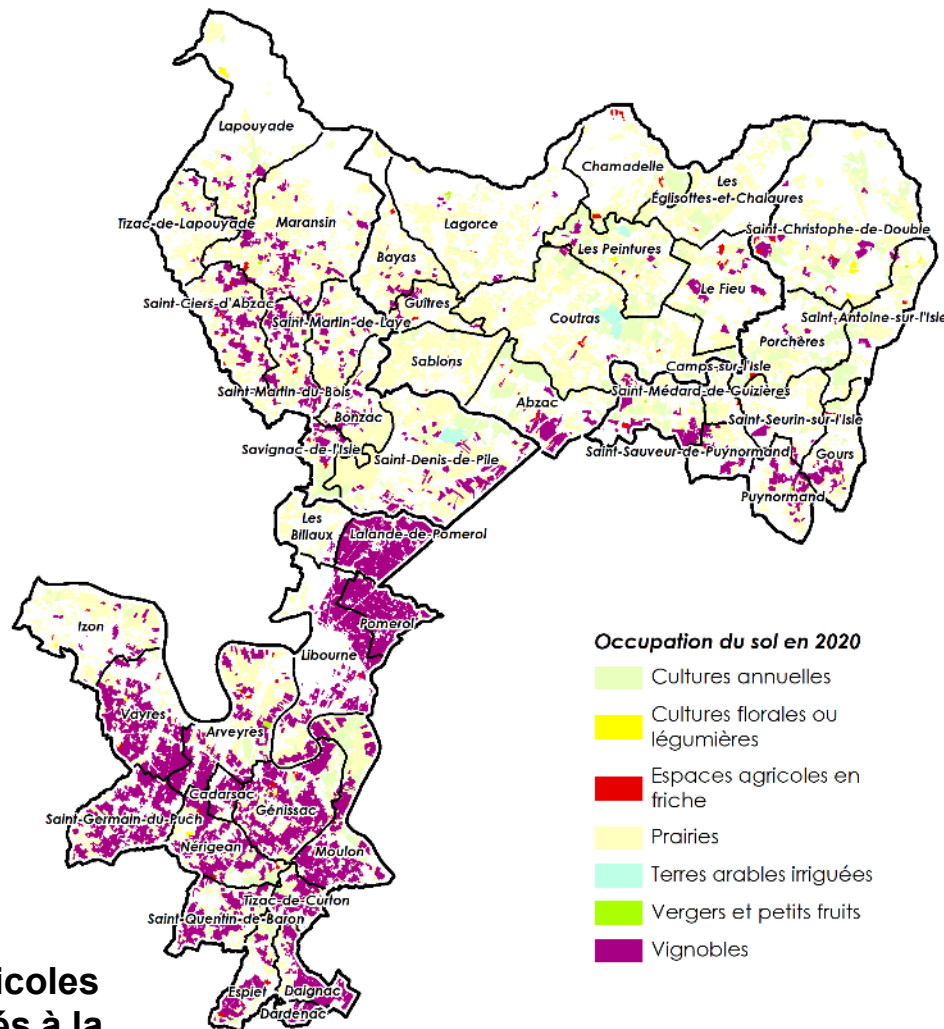 Lapouyade
Chamadelle
Les
Églisottes-et-Chalaures
Tizac-de-Lapouyade
Maransin
Lagorce
Saint-Christophe-de-Double
Les Peintures
Bayas
Le Fieu
Saint-Ciers-d'Abzac
Guîtres
Saint-Antoine-sur-l'Isle
Saint-Martin-de-Laye
Coutras
Porchères
Sablons
Camps-sur-l'Isle
Saint-Martin-du-Bois
Saint-Médard-de-Guizières
Abzac
Bonzac
Saint-Seurin-sur-l'Isle
Savignac-de-l'Isle
Saint-Denis-de-Pile
Saint-Sauveur-de-Puynormand
Gours
Puynormand
Les
Billaux
Lalande-de-Pomerol
Pomerol
Izon
Libourne
Vayres
Arveyres
Cadarsac
Saint-Germain-du-Puch
Génissac
Nérigean
Moulon
Tizac-de-Curton
Saint-Quentin-de-Baron
Espiet
Daignac
Dardenac
Occupation du sol en 2020
Cultures annuelles
Cultures florales ou
légumières
Espaces agricoles en
friche
Prairies
Terres arables irriguées
Vergers et petits fruits
Vignobles
icoles
és à la